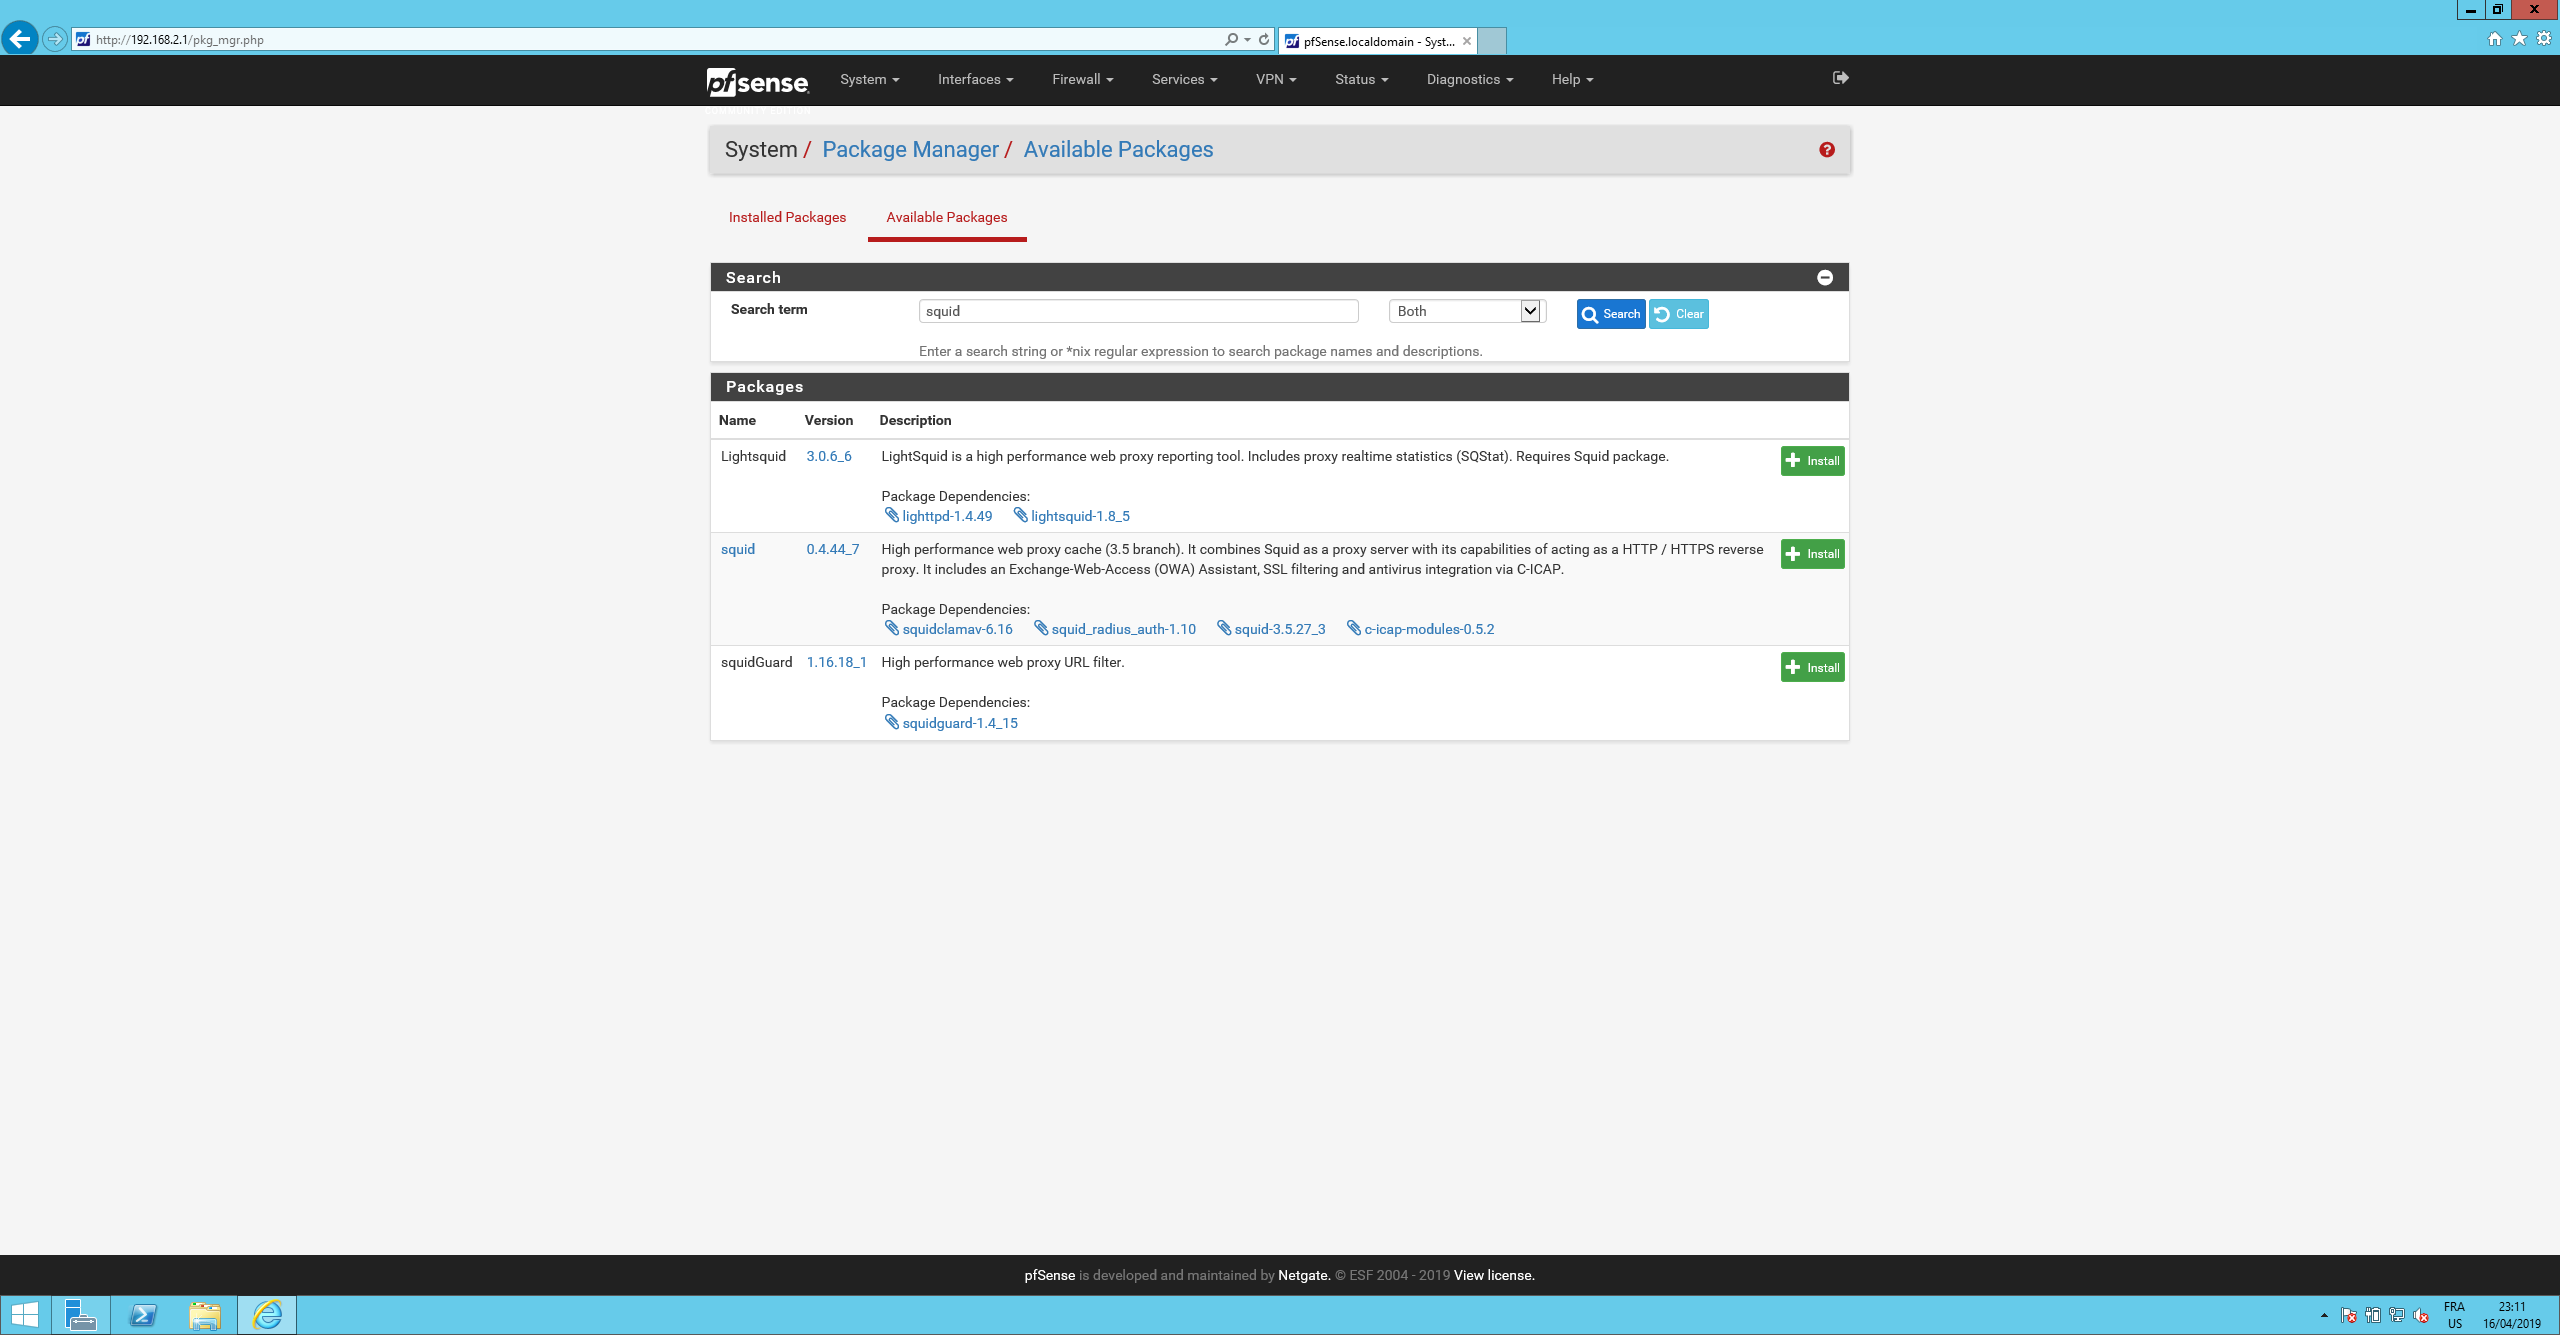 http://192.168.2.1/pkg_mgr.php
pfSense.localdomain - Syst...
pfsense
System Interfaces Firewall Services VPN Status Diagnostics Help
System / Package Manager / Available Packages
Installed Packages Available Packages
Search
Search term squid Both Search Clear
Enter a search string or *nix regular expression to search package names and descriptions.
Packages
Name Version Description
Lightsquid 3.0.6_6 LightSquid is a high performance web proxy reporting tool. Includes proxy realtime statistics (SQStat). Requires Squid package. Install
Package Dependencies:
lighttpd-1.4.49 lightsquid-1.8_5
squid 0.4.44_7 High performance web proxy cache (3.5 branch). It combines Squid as a proxy server with its capabilities of acting as a HTTP / HTTPS reverse Install
proxy. It includes an Exchange-Web-Access (OWA) Assistant, SSL filtering and antivirus integration via C-ICAP.
Package Dependencies:
squidclamav-6.16 squid_radius_auth-1.10 squid-3.5.27_3 c-icap-modules-0.5.2
squidGuard 1.16.18_1 High performance web proxy URL filter. Install
Package Dependencies:
squidguard-1.4_15
pfSense is developed and maintained by Netgate. © ESF 2004 - 2019 View license.
FRA 23:11
US 16/04/2019